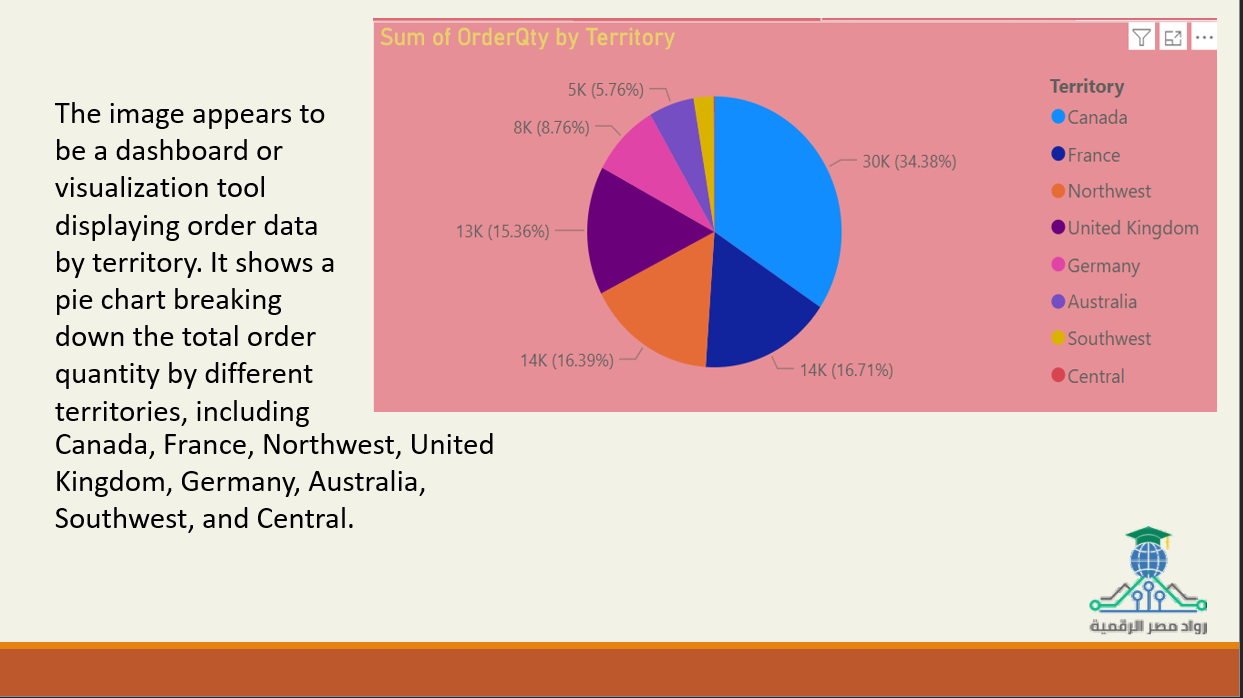 The image appears to
be a dashboard or
visualization tool
displaying order data
by territory. It shows a
pie chart breaking
down the total order
quantity by different
territories, including
Canada, France, Northwest, United
Kingdom, Germany, Australia,
Southwest, and Central.
Sum of OrderQty by Territory
5K (5.76%)
8K (8.76%)
30K (34.38%)
13K (15.36%)
14K (16.39%)
14K (16.71%)
Territory
Canada
France
Northwest
United Kingdom
Germany
Australia
Southwest
Central
رواد مصر الرقمية